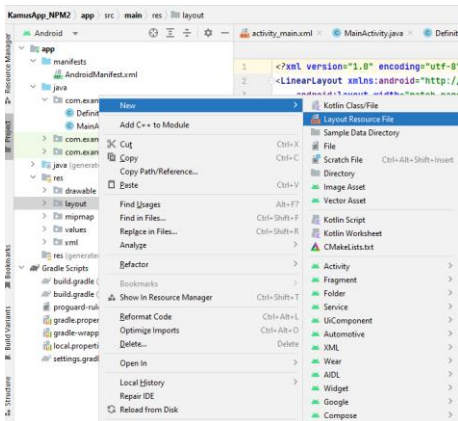 KamusApp_NPM2 app src main res layout
Android
activity_main.xml
MainActivity.java
Definit
Resource Manager
Project
Bookmarks
Build Variants
Structure
app
manifests
AndroidManifest.xml
java
com.exan
Definit
MainA
com.exan
com.exan
java (generate
res
drawable
layout
mipmap
values
xml
res (generate
Gradle Scripts
build.gradle (
build.gradle (
proguard-rul
gradle.proper
gradle-wrapp
local.properti
settings.gradl
1
<?xml version="1.0" encoding="utf-8"
2
<LinearLayout xmlns:android="http:/
New
Add C++ to Module
Cut Ctrl+X
Copy Ctrl+C
Copy Path/Reference...
Paste Ctrl+V
Find Usages Alt+F7
Find in Files... Ctrl+Shift+F
Replace in Files... Ctrl+Shift+R
Analyze
Refactor
Bookmarks
Show In Resource Manager Ctrl+Shift+T
Reformat Code Ctrl+Alt+L
Optimize Imports Ctrl+Alt+O
Delete... Delete
Open In
Local History
Repair IDE
Reload from Disk
Kotlin Class/File
Layout Resource File
Sample Data Directory
File
Scratch File Ctrl+Alt+Shift+Insert
Directory
Image Asset
Vector Asset
Kotlin Script
Kotlin Worksheet
CMakeLists.txt
Activity
Fragment
Folder
Service
UiComponent
Automotive
XML
Wear
AIDL
Widget
Google
Compose